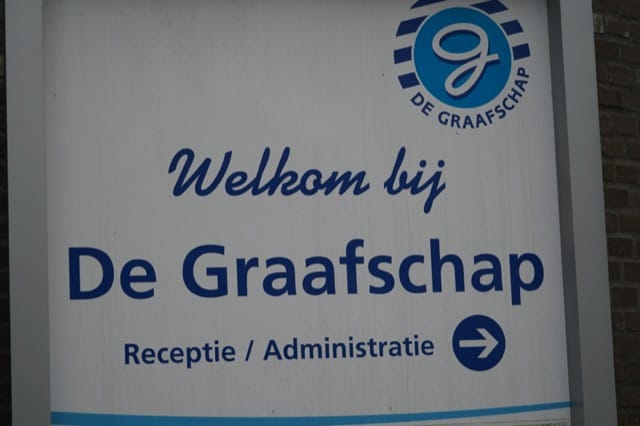 g
DE GRAAFSCHAP
Welkom bij
De Graafschap
Receptie / Administratie